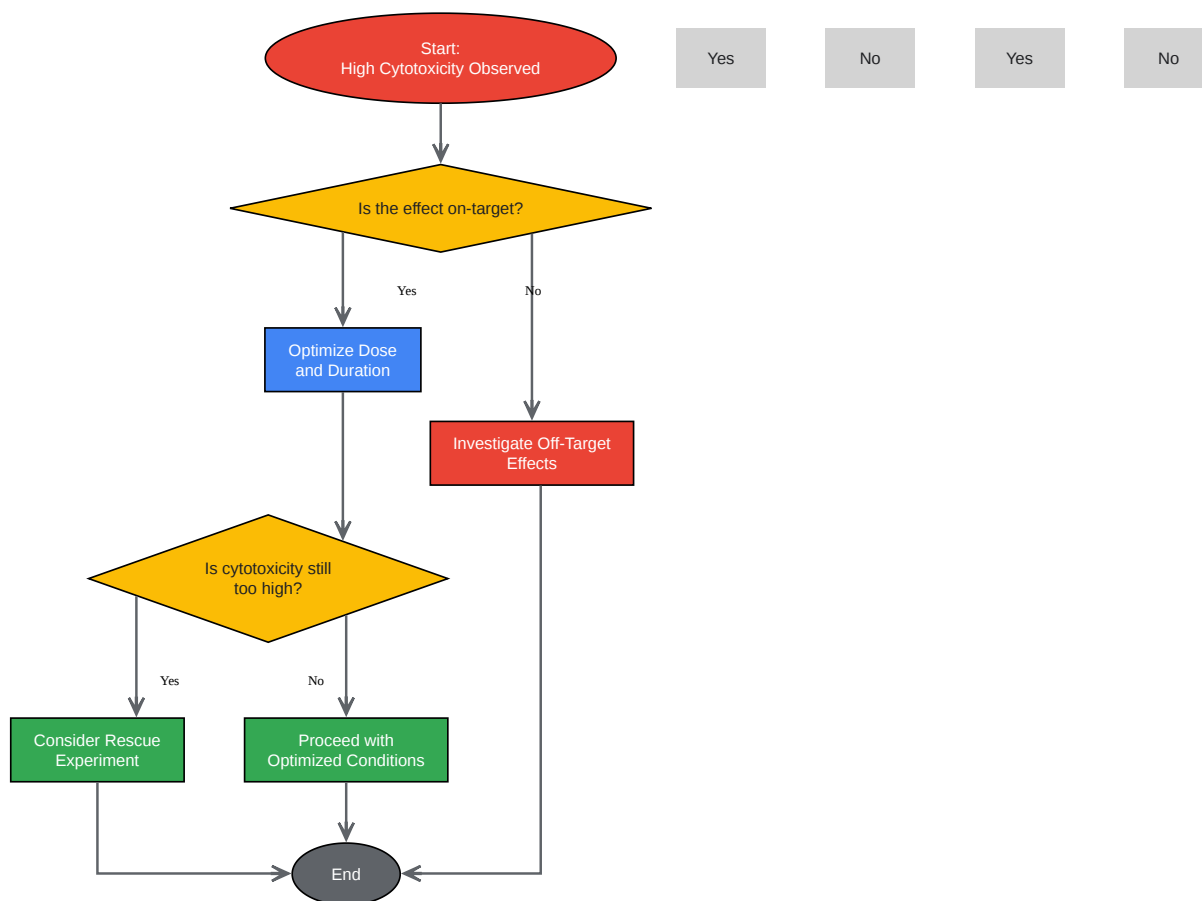 Start:
High Cytotoxicity Observed
Yes
No
Yes
No
Is the effect on-target?
Yes
No
Optimize Dose
and Duration
Investigate Off-Target
Effects
Is cytotoxicity still
too high?
Yes
No
Consider Rescue
Experiment
Proceed with
Optimized Conditions
End